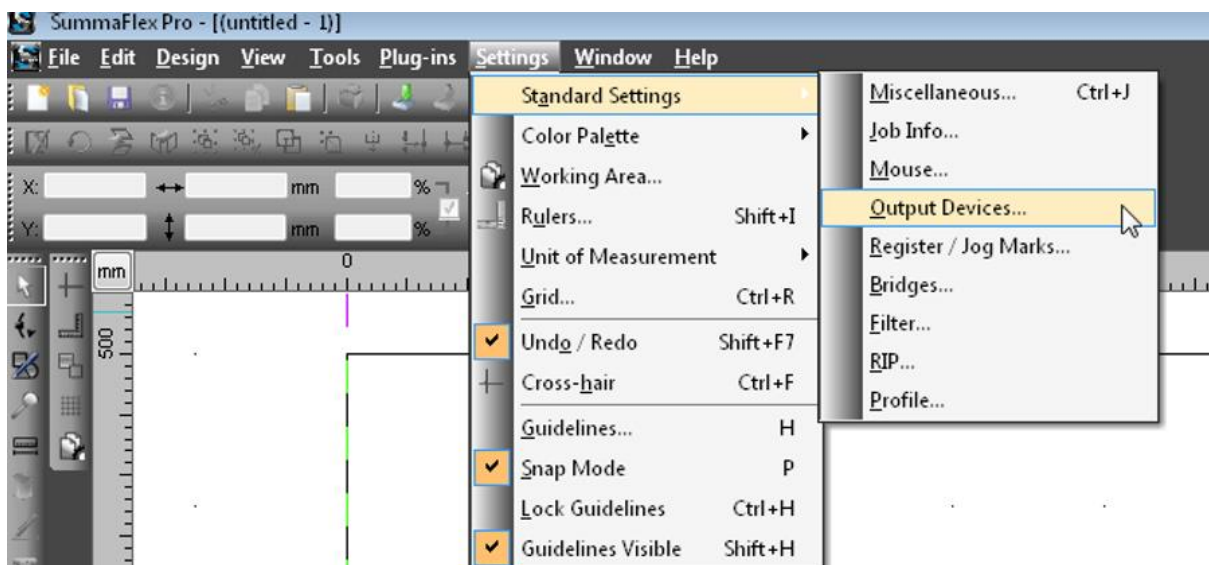 SummaFlex Pro - [(untitled - 1)]
File Edit Design View Tools Plug-ins Settings Window Help
Standard Settings
Color Palette
Working Area...
Rulers... Shift+I
Unit of Measurement
Grid... Ctrl+R
Undo / Redo Shift+F7
Cross-hair Ctrl+F
Guidelines... H
Snap Mode P
Lock Guidelines Ctrl+H
Guidelines Visible Shift+H
Miscellaneous... Ctrl+J
Job Info...
Mouse...
Output Devices...
Register / Jog Marks...
Bridges...
Filter...
RIP...
Profile...
X: mm %
Y: mm %
mm 0
500